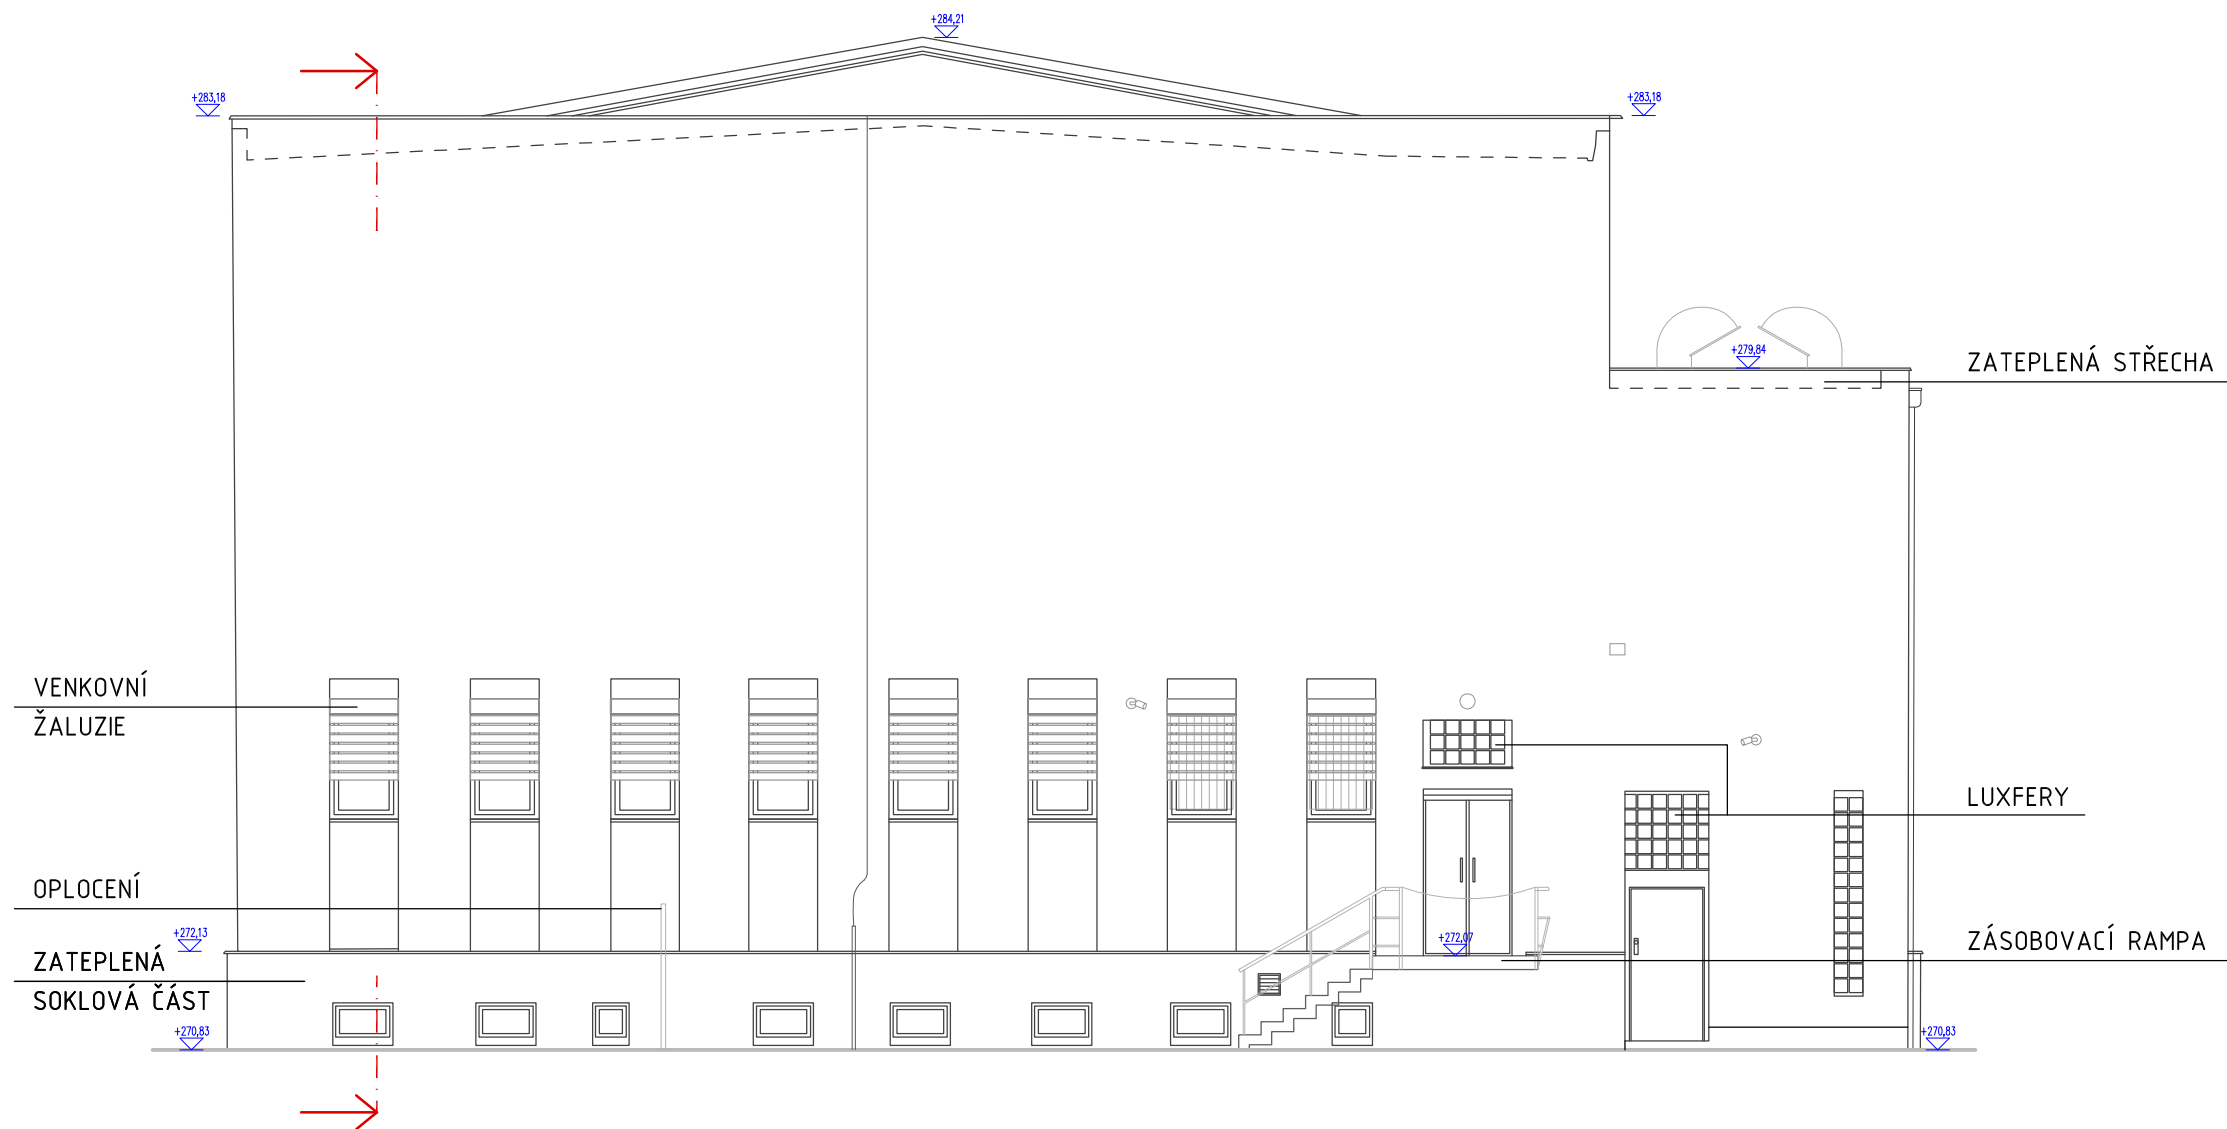 +284,21
+283,18
+283,18
+279,84
ZATEPLENÁ STŘECHA
VENKOVNÍ
ŽALUZIE
LUXFERY
OPLOCENÍ
+272,13
+272,07
ZÁSOBOVACÍ RAMPA
ZATEPLENÁ
SOKLOVÁ ČÁST
+270,83
+270,83